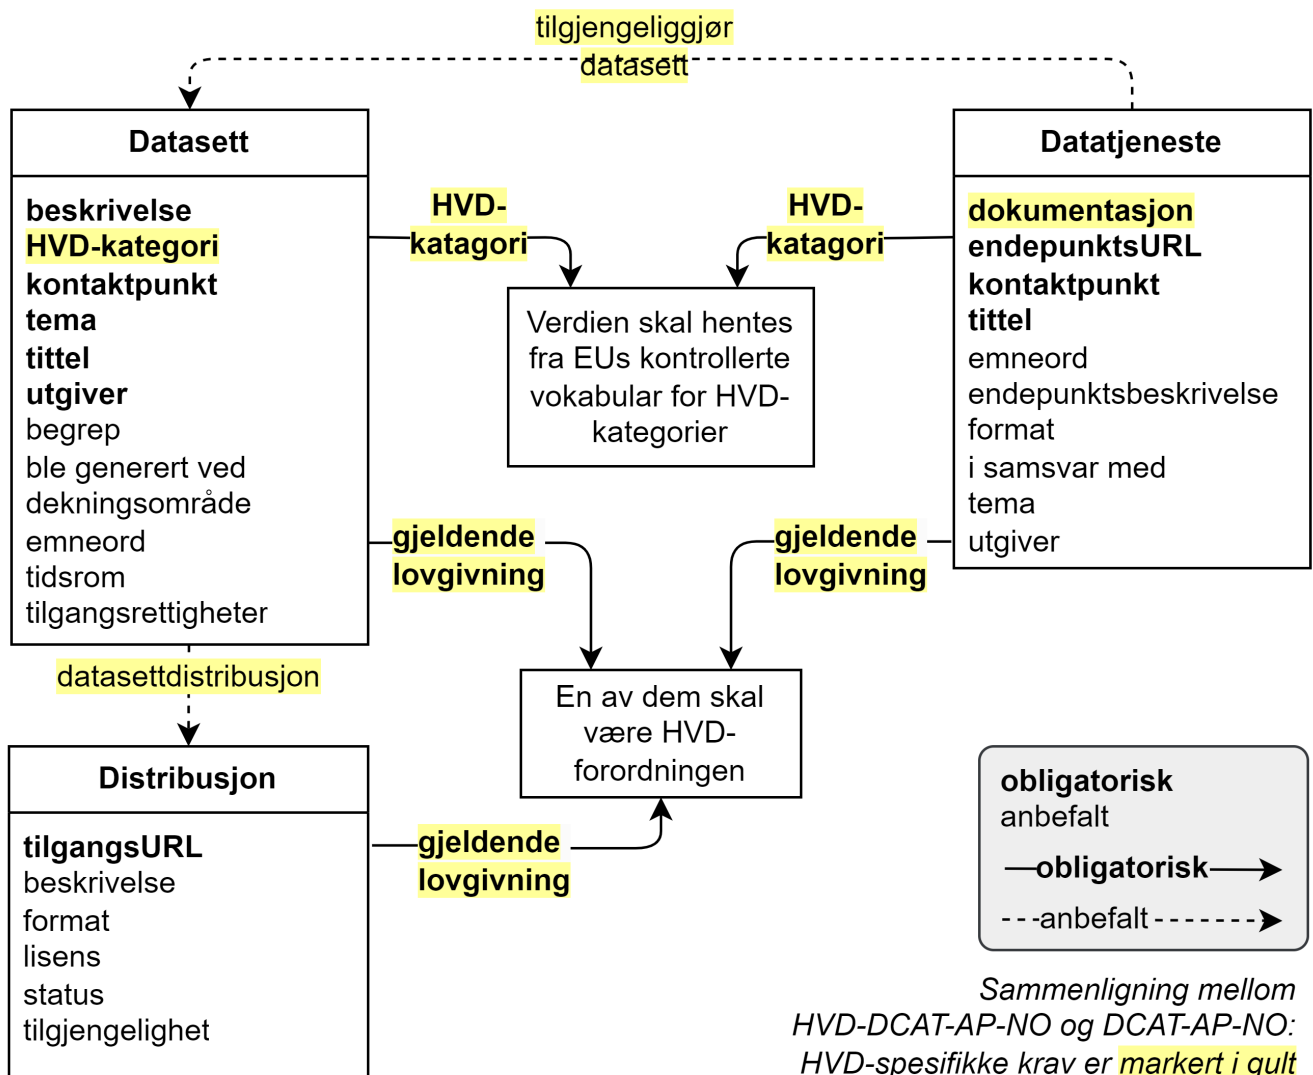 tilgjengeliggjør
datasett
Datasett
beskrivelse
HVD-kategori
kontaktpunkt
tema
tittel
utgiver
begrep
ble generert ved
dekningsområde
emneord
tidsrom
tilgangsrettigheter
HVD-
katagori
HVD-
katagori
Verdien skal hentes
fra EUs kontrollerte
vokabular for HVD-
kategorier
Datatjeneste
dokumentasjon
endepunktsURL
kontaktpunkt
tittel
emneord
endepunktsbeskrivelse
format
i samsvar med
tema
utgiver
gjeldende
lovgivning
gjeldende
lovgivning
En av dem skal
være HVD-
forordningen
datasettdistribusjon
Distribusjon
tilgangsURL
beskrivelse
format
lisens
status
tilgjengelighet
gjeldende
lovgivning
obligatorisk
anbefalt
obligatorisk
anbefalt
Sammenligning mellom
HVD-DCAT-AP-NO og DCAT-AP-NO:
HVD-spesifikke krav er markert i gult